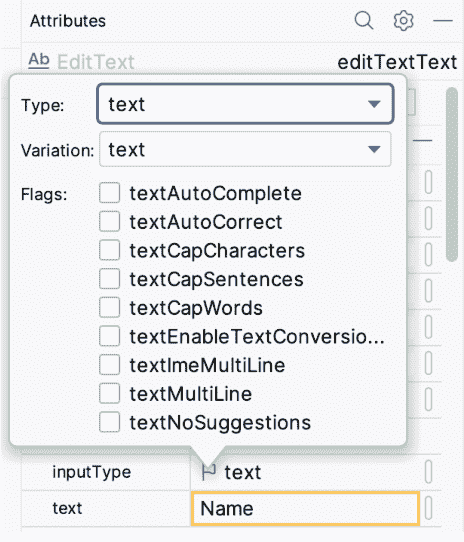 Attributes
Ab EditText editTextText
Type: text
Variation: text
Flags: textAutoComplete
textAutoCorrect
textCapCharacters
textCapSentences
textCapWords
textEnableTextConversio...
textImeMultiLine
textMultiLine
textNoSuggestions
inputType text
text Name